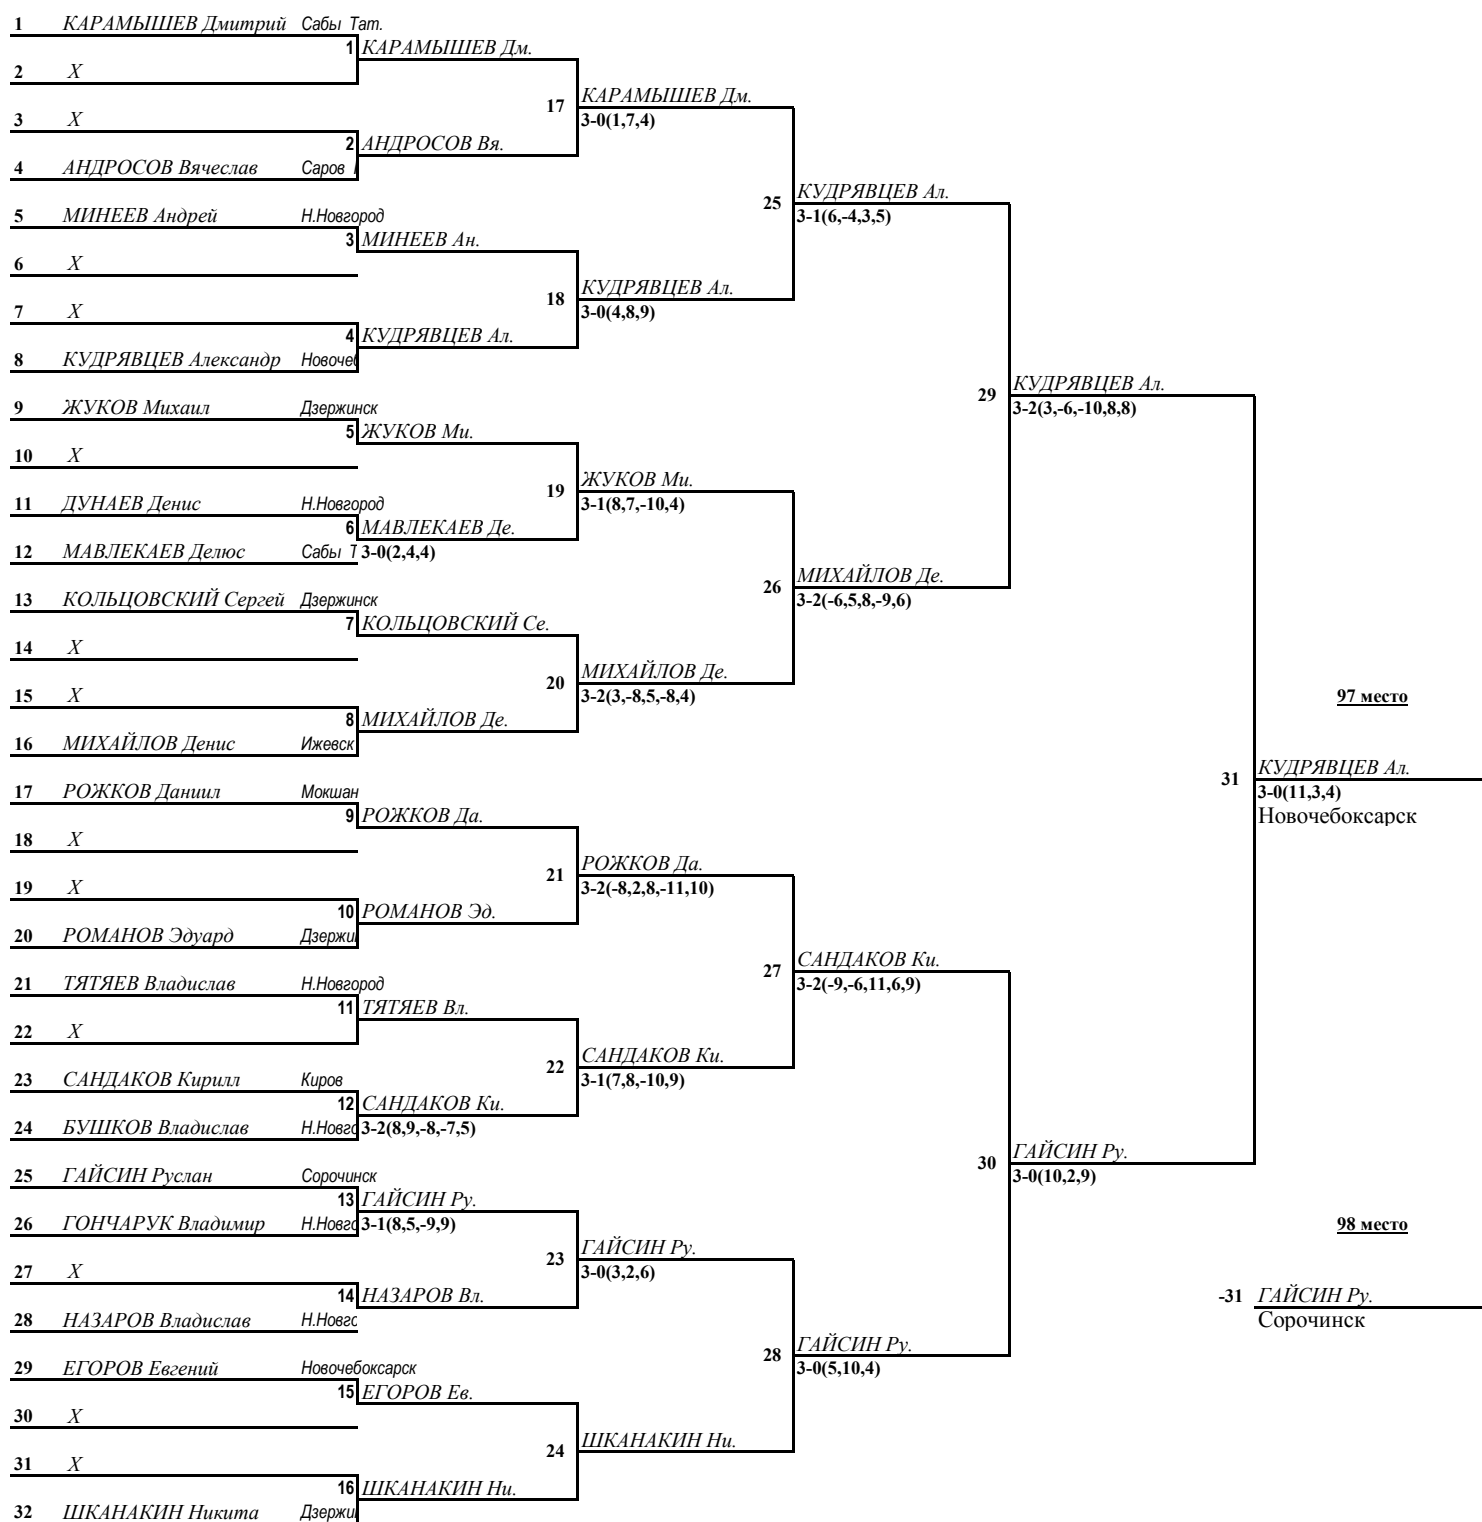 1 КАРАМЫШЕВ Дмитрий Сабы Тат.
1 КАРАМЫШЕВ Дм.
2 X
17 КАРАМЫШЕВ Дм.
3 X 3-0(1,7,4)
2 АНДРОСОВ Вя.
4 АНДРОСОВ Вячеслав Саров
25 КУДРЯВЦЕВ Ал.
5 МИНЕЕВ Андрей Н.Новгород 3-1(6,-4,3,5)
3 МИНЕЕВ Ан.
6 X
18 КУДРЯВЦЕВ Ал.
7 X 3-0(4,8,9)
4 КУДРЯВЦЕВ Ал.
8 КУДРЯВЦЕВ Александр Новочеб
29 КУДРЯВЦЕВ Ал.
9 ЖУКОВ Михаил Дзержинск 3-2(3,-6,-10,8,8)
5 ЖУКОВ Ми.
10 X
19 ЖУКОВ Ми.
11 ДУНАЕВ Денис Н.Новгород 3-1(8,7,-10,4)
6 МАВЛЕКАЕВ Де.
12 МАВЛЕКАЕВ Делюс Сабы Т 3-0(2,4,4)
26 МИХАЙЛОВ Де.
13 КОЛЬЦОВСКИЙ Сергей Дзержинск 3-2(-6,5,8,-9,6)
7 КОЛЬЦОВСКИЙ Се.
14 X
20 МИХАЙЛОВ Де.
15 X 3-2(3,-8,5,-8,4) 97 место
8 МИХАЙЛОВ Де.
16 МИХАЙЛОВ Денис Ижевск
31 КУДРЯВЦЕВ Ал.
17 РОЖКОВ Даниил Мокшан 3-0(11,3,4)
9 РОЖКОВ Да. Новочебоксарск
18 X
21 РОЖКОВ Да.
19 X 3-2(-8,2,8,-11,10)
10 РОМАНОВ Эд.
20 РОМАНОВ Эдуард Дзержи
27 САНДАКОВ Ки.
21 ТЯТЯЕВ Владислав Н.Новгород 3-2(-9,-6,11,6,9)
11 ТЯТЯЕВ Вл.
22 X
22 САНДАКОВ Ки.
23 САНДАКОВ Кирилл Киров 3-1(7,8,-10,9)
12 САНДАКОВ Ки.
24 БУШКОВ Владислав Н.Новго 3-2(8,9,-8,-7,5)
30 ГАЙСИН Ру.
25 ГАЙСИН Руслан Сорочинск 3-0(10,2,9)
13 ГАЙСИН Ру.
26 ГОНЧАРУК Владимир Н.Новго 3-1(8,5,-9,9) 98 место
23 ГАЙСИН Ру.
27 X 3-0(3,2,6)
14 НАЗАРОВ Вл. -31 ГАЙСИН Ру.
28 НАЗАРОВ Владислав Н.Новго Сорочинск
28 ГАЙСИН Ру.
29 ЕГОРОВ Евгений Новочебоксарск 3-0(5,10,4)
15 ЕГОРОВ Ев.
30 X
24 ШКАНАКИН Ни.
31 X
16 ШКАНАКИН Ни.
32 ШКАНАКИН Никита Дзержи